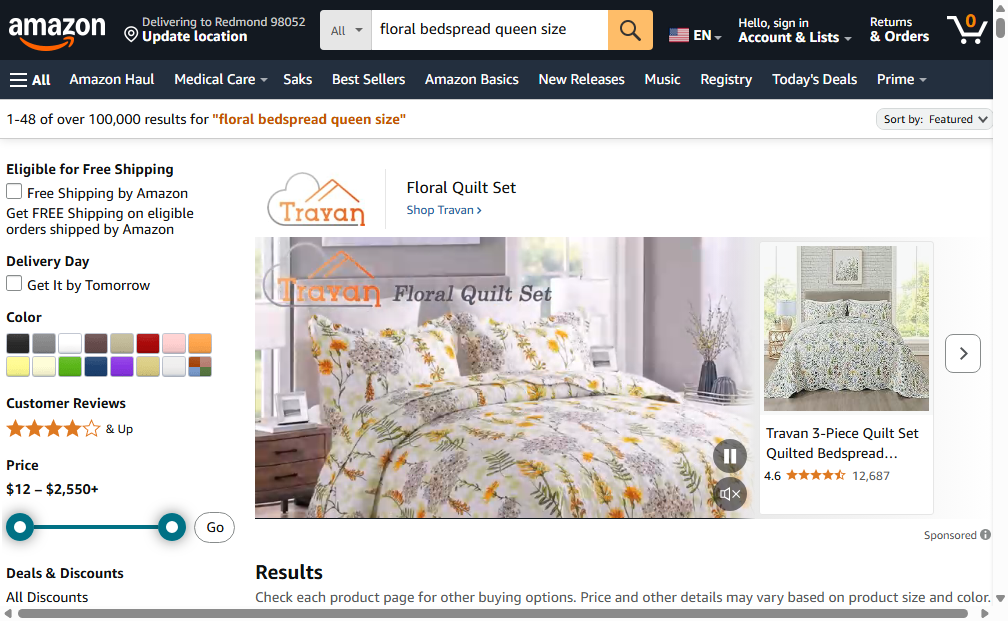 amazon
Delivering to Redmond 98052
Update location
All
floral bedspread queen size
EN
Hello, sign in
Account & Lists
Returns
& Orders
0
All
Amazon Haul
Medical Care
Saks
Best Sellers
Amazon Basics
New Releases
Music
Registry
Today's Deals
Prime
1-48 of over 100,000 results for "floral bedspread queen size"
Sort by: Featured
Eligible for Free Shipping
Free Shipping by Amazon
Get FREE Shipping on eligible
orders shipped by Amazon
Delivery Day
Get It by Tomorrow
Color
Customer Reviews
& Up
Price
$12 – $2,550+
Go
Deals & Discounts
All Discounts
Travan
Floral Quilt Set
Shop Travan ›
Travan
Floral Quilt Set
Travan 3-Piece Quilt Set
Quilted Bedspread…
4.6
12,687
Sponsored
Results
Check each product page for other buying options. Price and other details may vary based on product size and color.